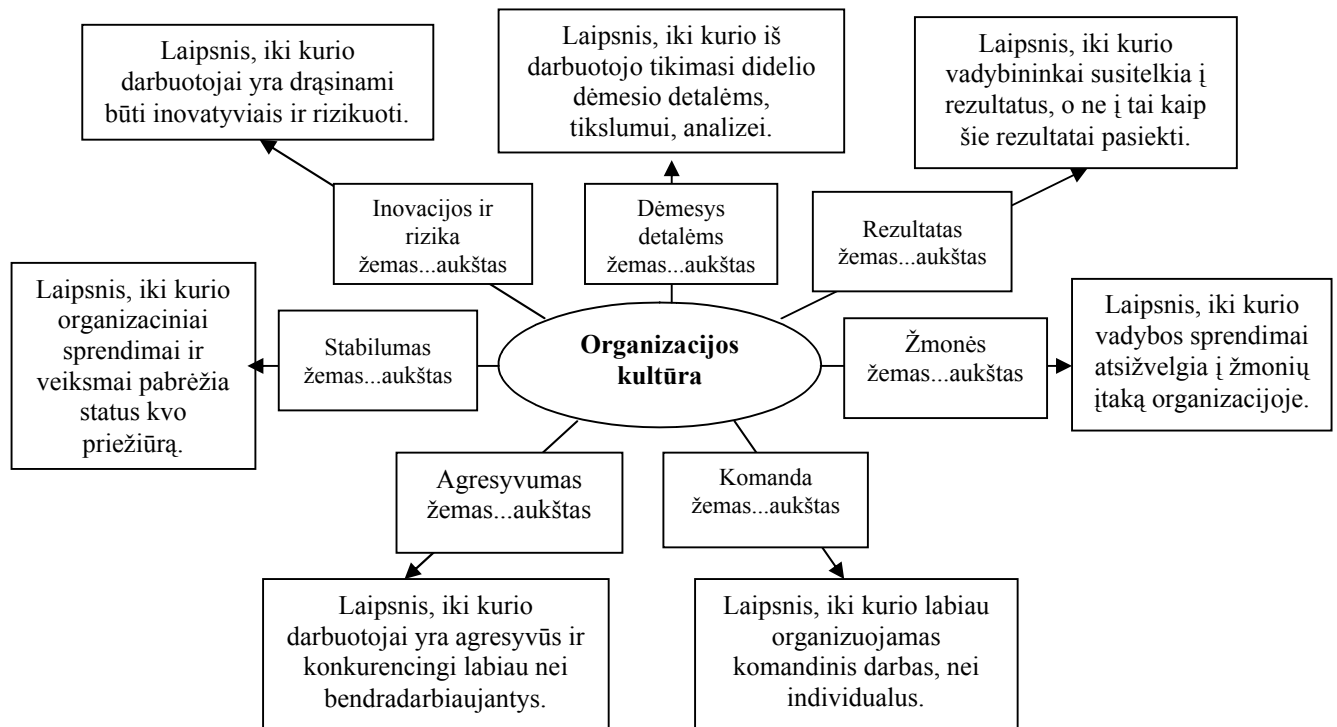 Laipsnis, iki kurio
darbuotojai yra drąsinami
būti inovatyviais ir rizikuoti.
Laipsnis, iki kurio iš
darbuotojo tikimasi didelio
dėmesio detalėms,
tikslumui, analizei.
Laipsnis, iki kurio
vadybininkai susitelkia į
rezultatus, o ne į tai kaip
šie rezultatai pasiekti.
Inovacijos ir
rizika
žemas...aukštas
Dėmesys
detalėms
žemas...aukštas
Rezultatas
žemas...aukštas
Laipsnis, iki kurio
organizaciniai
sprendimai ir
veiksmai pabrėžia
status kvo
priežiūrą.
Stabilumas
žemas...aukštas
Organizacijos
kultūra
Žmonės
žemas...aukštas
Laipsnis, iki kurio
vadybos sprendimai
atsižvelgia į žmonių
įtaką organizacijoje.
Agresyvumas
žemas...aukštas
Komanda
žemas...aukštas
Laipsnis, iki kurio
darbuotojai yra agresyvūs ir
konkurencingi labiau nei
bendradarbiaujantys.
Laipsnis, iki kurio labiau
organizuojamas
komandinis darbas, nei
individualus.